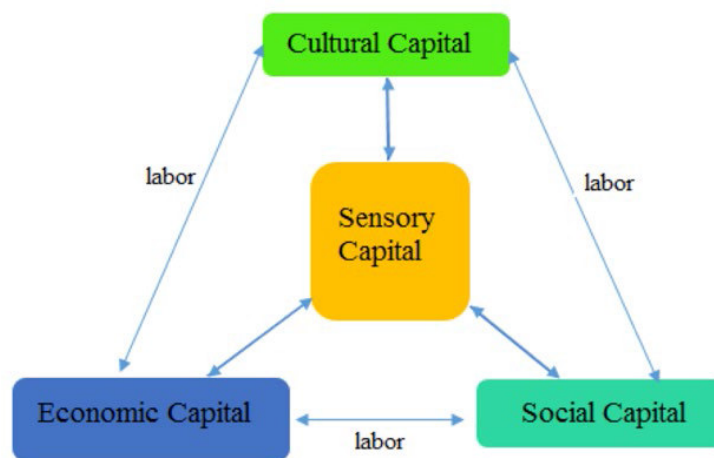 Cultural Capital
labor
labor
Sensory
Capital
Economic Capital
Social Capital
labor